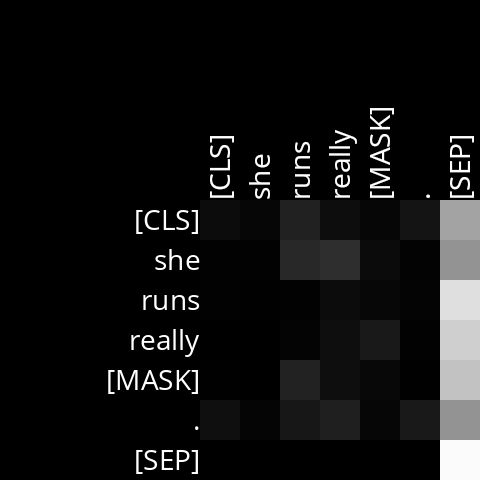 [CLS] she runs really [MASK] . [SEP]
[CLS]
she
runs
really
[MASK]
.
[SEP]